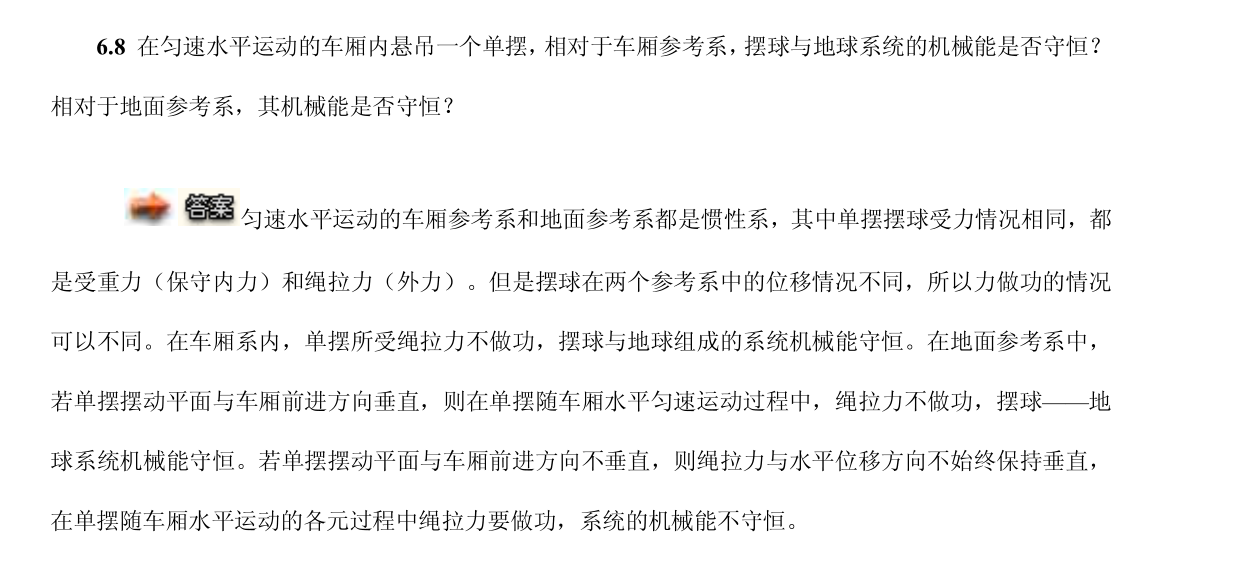 6.8 在匀速水平运动的车厢内悬吊一个单摆，相对于车厢参考系，摆球与地球系统的机械能是否守恒？
相对于地面参考系，其机械能是否守恒？
答案 匀速水平运动的车厢参考系和地面参考系都是惯性系，其中单摆摆球受力情况相同，都
是受重力（保守内力）和绳拉力（外力）。但是摆球在两个参考系中的位移情况不同，所以力做功的情况
可以不同。在车厢系内，单摆所受绳拉力不做功，摆球与地球组成的系统机械能守恒。在地面参考系中，
若单摆摆动平面与车厢前进方向垂直，则在单摆随车厢水平匀速运动过程中，绳拉力不做功，摆球——地
球系统机械能守恒。若单摆摆动平面与车厢前进方向不垂直，则绳拉力与水平位移方向不始终保持垂直，
在单摆随车厢水平运动的各元过程中绳拉力要做功，系统的机械能不守恒。